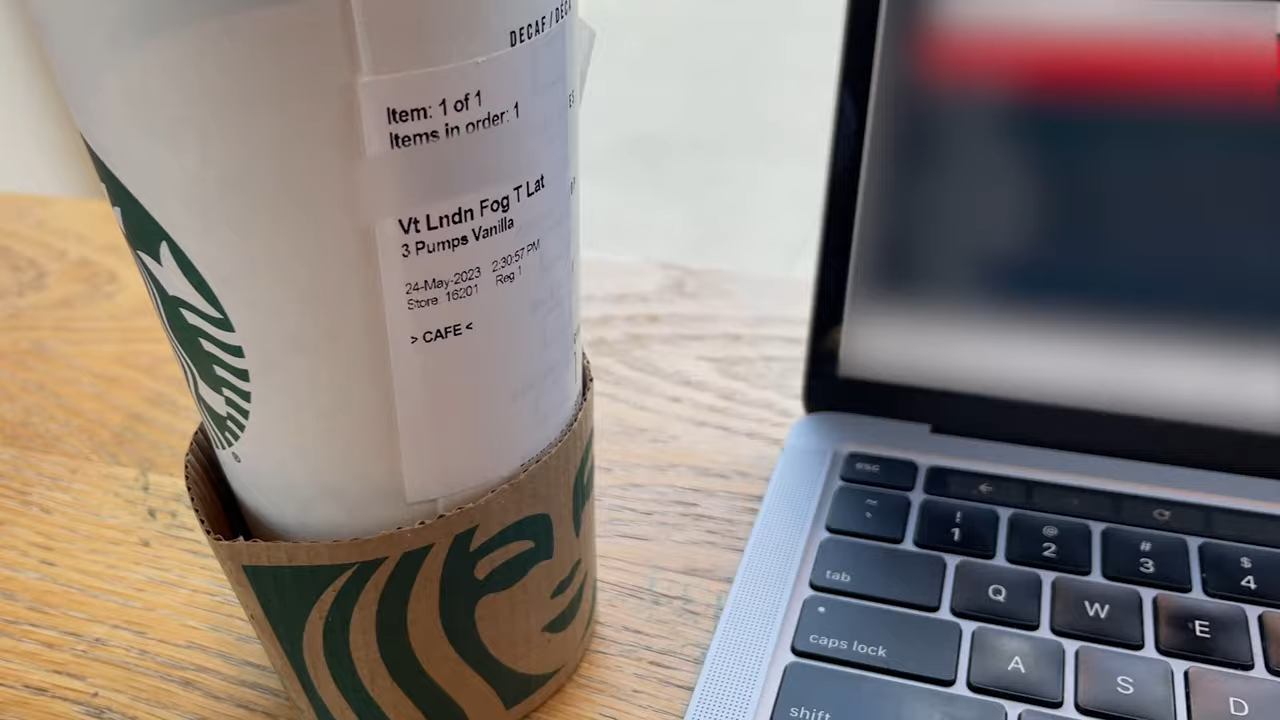 DECAF / DÉCA
Item: 1 of 1
Items in order: 1
Vt Lndn Fog T Lat
3 Pumps Vanilla
24-May-2023 2:30:57 PM
Store: 16201 Reg 1
> CAFE <
®
esc
~
`
! 1
@ 2
# 3
$ 4
tab
Q
W
E
caps lock
A
S
D
shift